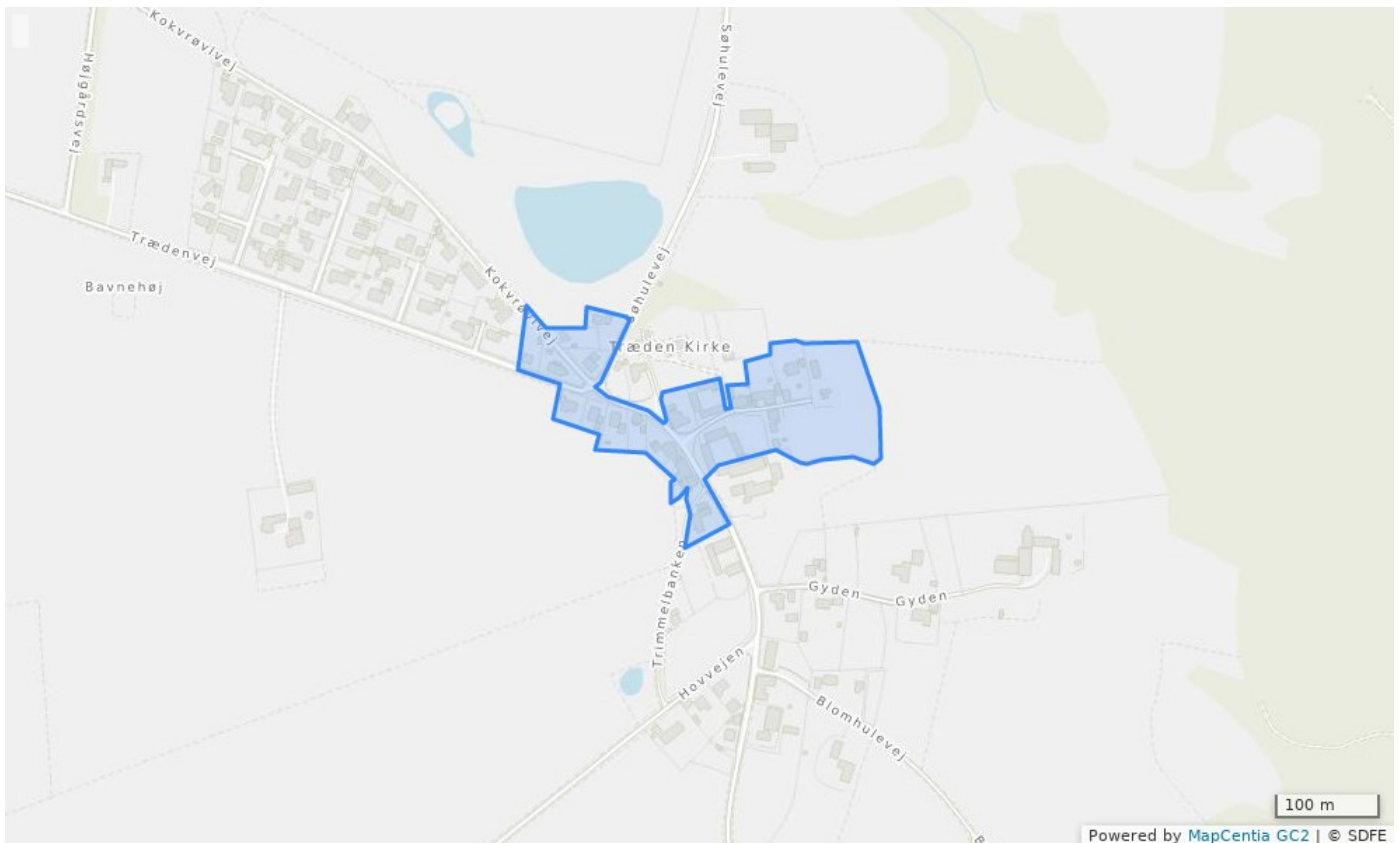 Kokvrøvlvej
Søhulevej
Højgårdsvej
Trædenvej
Bavnehøj
Kokvrøvlvej
Søhulevej
Træden Kirke
Trimmelbanken
Gyden
Gyden
Hovvejen
Blomhulevej
100 m
Powered by MapCentia GC2 | © SDFE